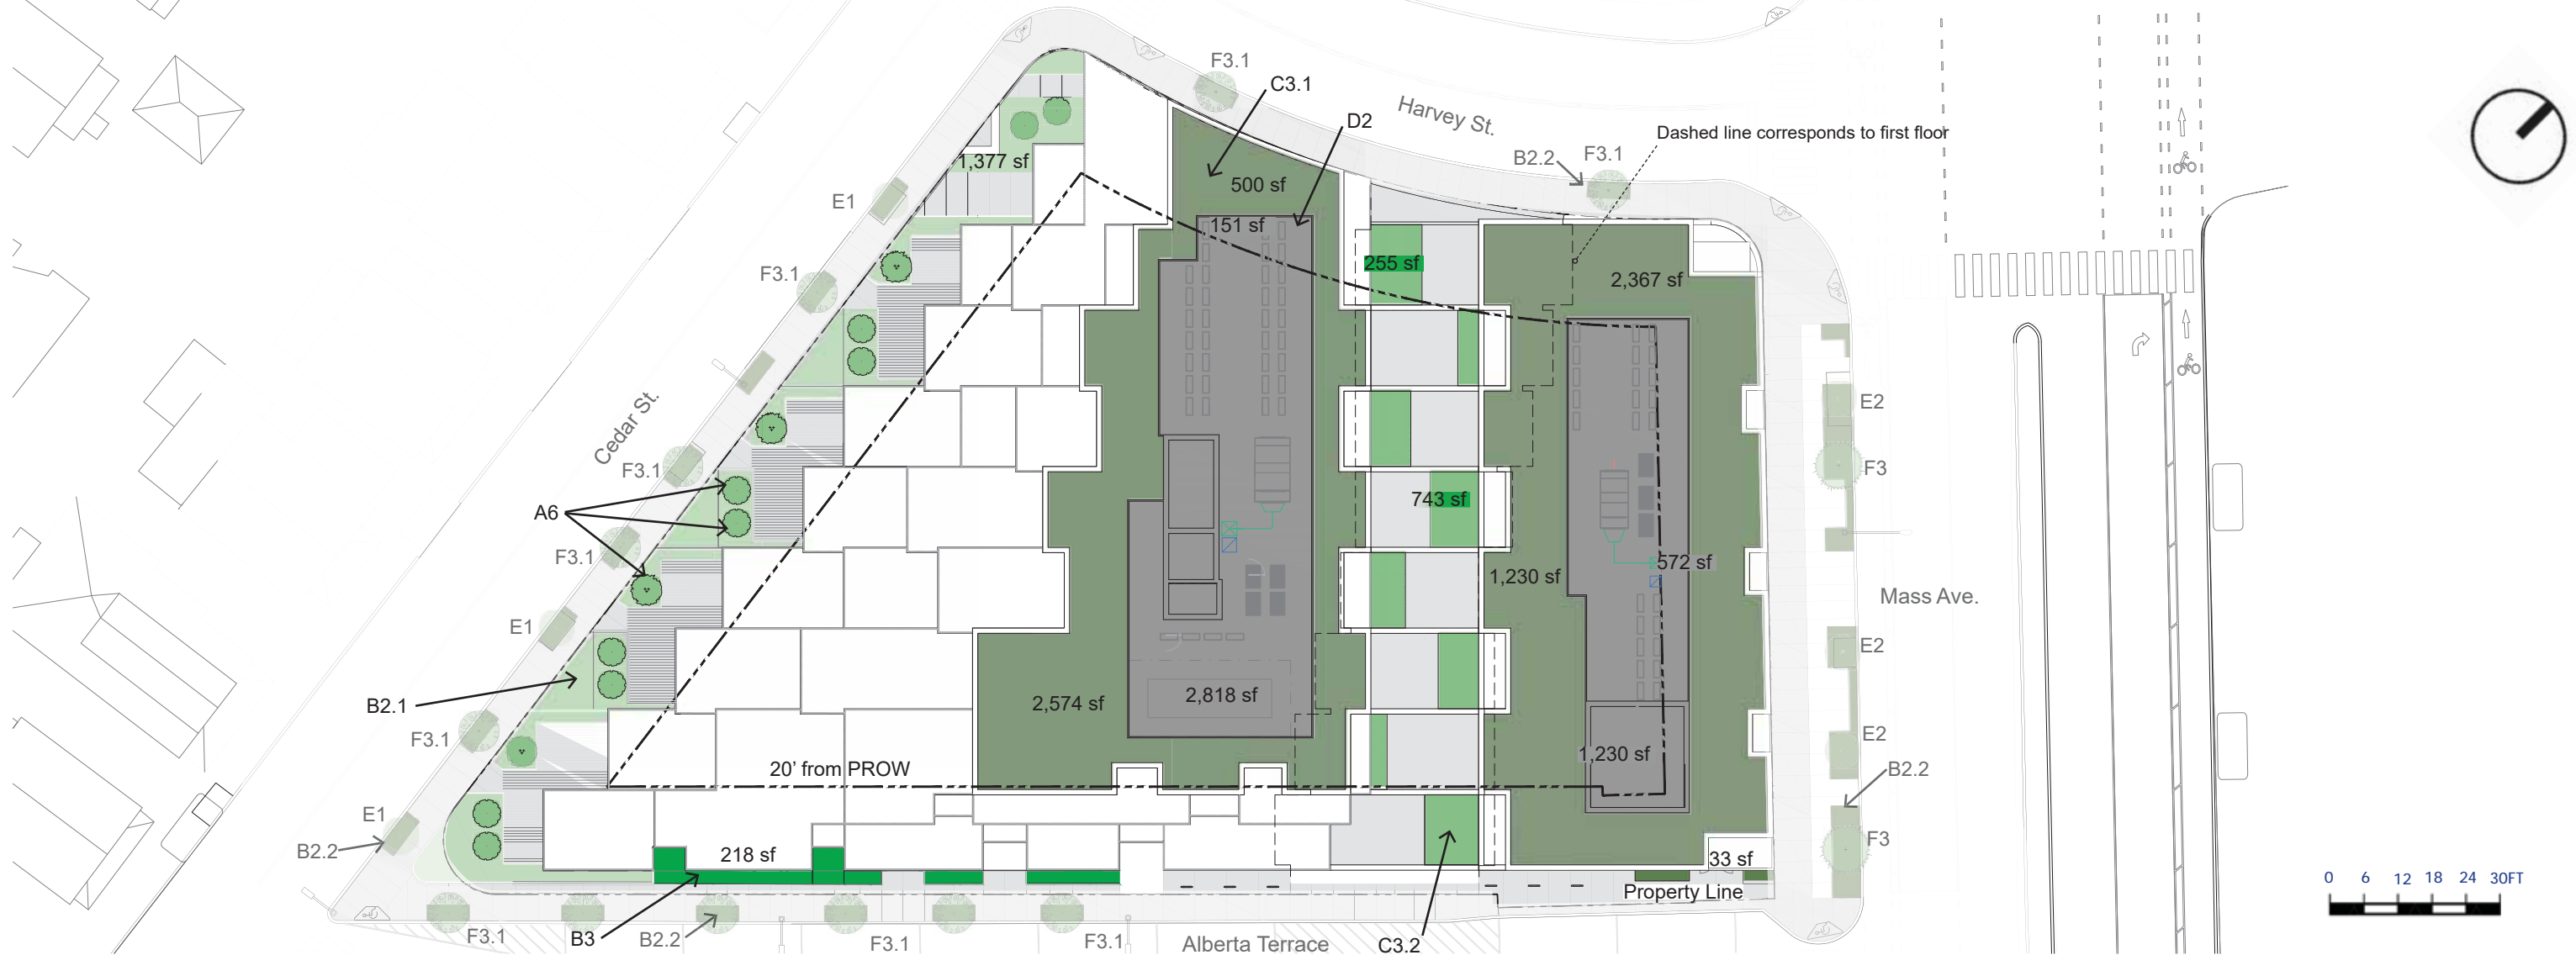 F3.1
C3.1
Harvey St.
D2
Dashed line corresponds to first floor
B2.2
F3.1
1,377 sf
500 sf
E1
151 sf
255 sf
2,367 sf
F3.1
E2
Cedar St.
F3.1
F3
A6
743 sf
F3.1
572 sf
1,230 sf
Mass Ave.
E1
E2
B2.1
2,574 sf
2,818 sf
F3.1
E2
1,230 sf
20' from PROW
B2.2
E1
F3
B2.2
218 sf
33 sf
0 6 12 18 24 30FT
Property Line
F3.1
B3
B2.2
F3.1
F3.1
Alberta Terrace
C3.2